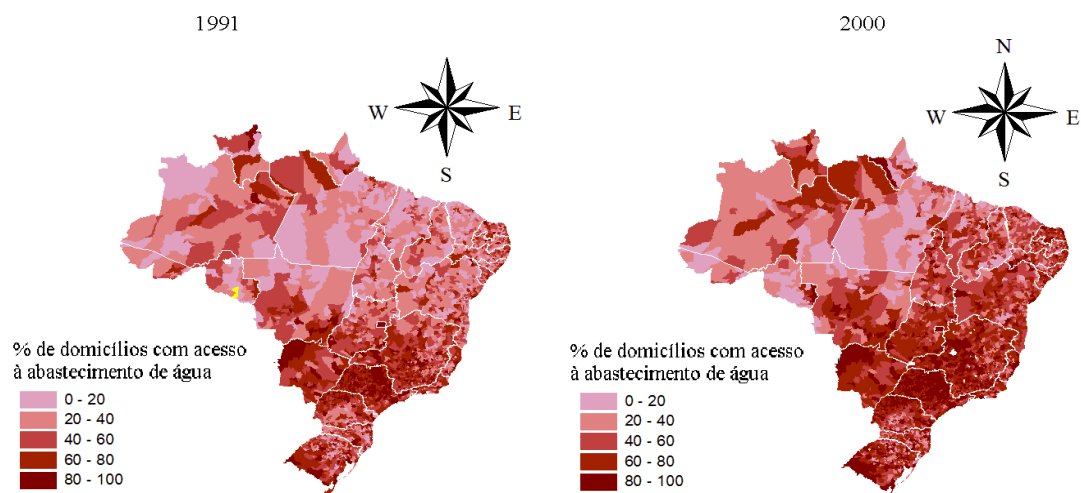 1991
W
E
S
% de domicílios com acesso
à abastecimento de água
0 - 20
20 - 40
40 - 60
60 - 80
80 - 100
2000
N
W
E
S
% de domicílios com acesso
à abastecimento de água
0 - 20
20 - 40
40 - 60
60 - 80
80 - 100